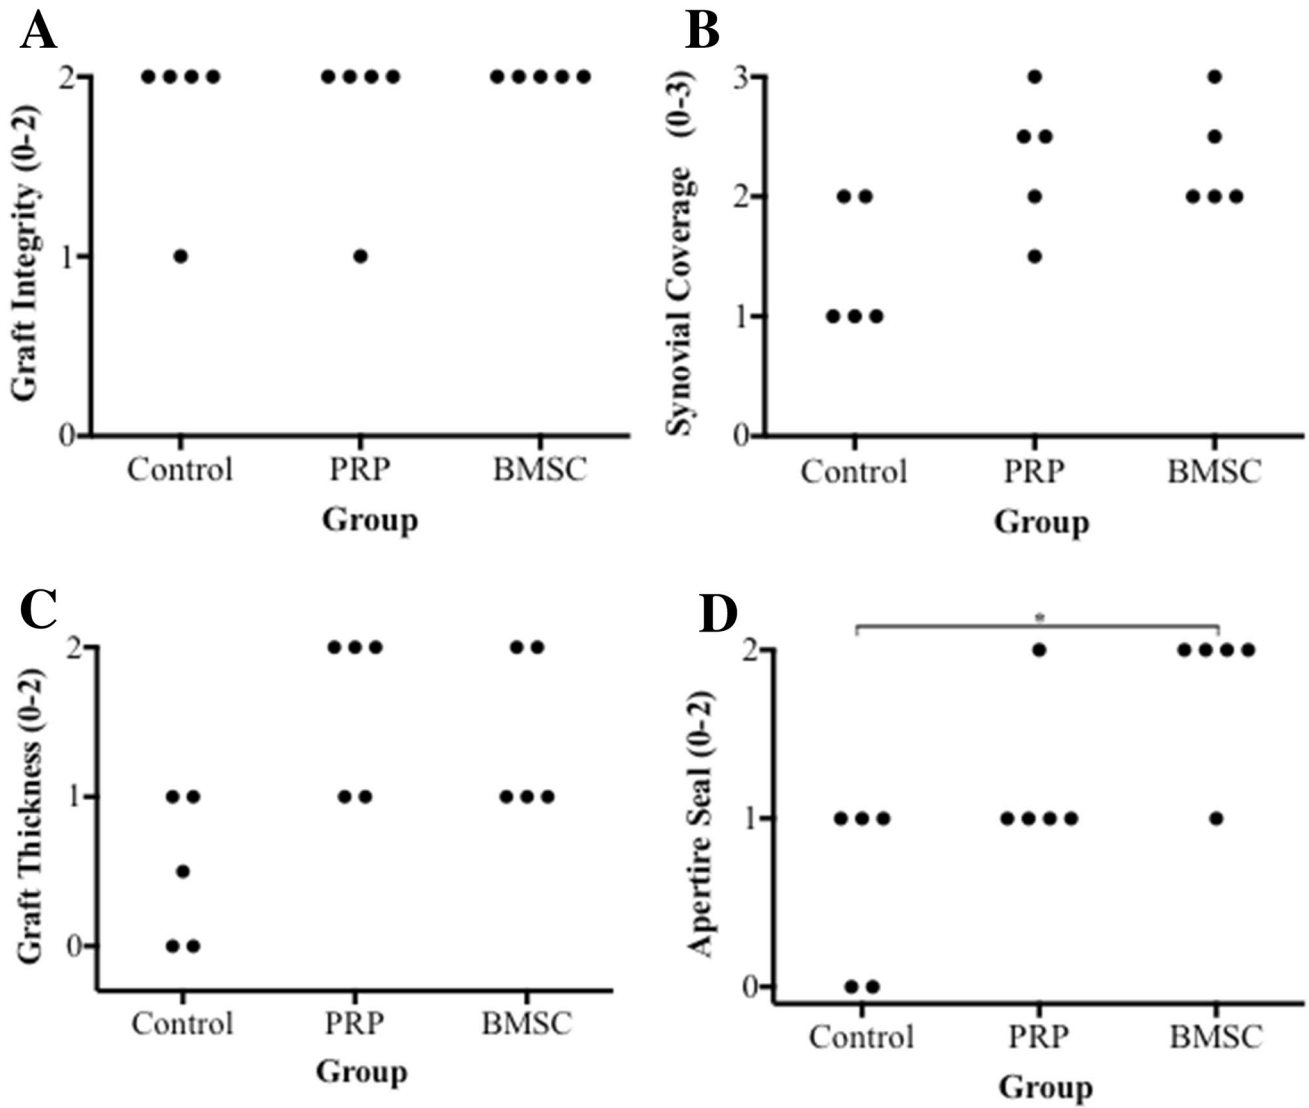 A
Graft Integrity (0-2)
2
1
0
Control PRP BMSC
Group
B
Synovial Coverage (0-3)
3
2
1
0
Control PRP BMSC
Group
C
Graft Thickness (0-2)
2
1
0
Control PRP BMSC
Group
D
Apertire Seal (0-2)
*
2
1
0
Control PRP BMSC
Group